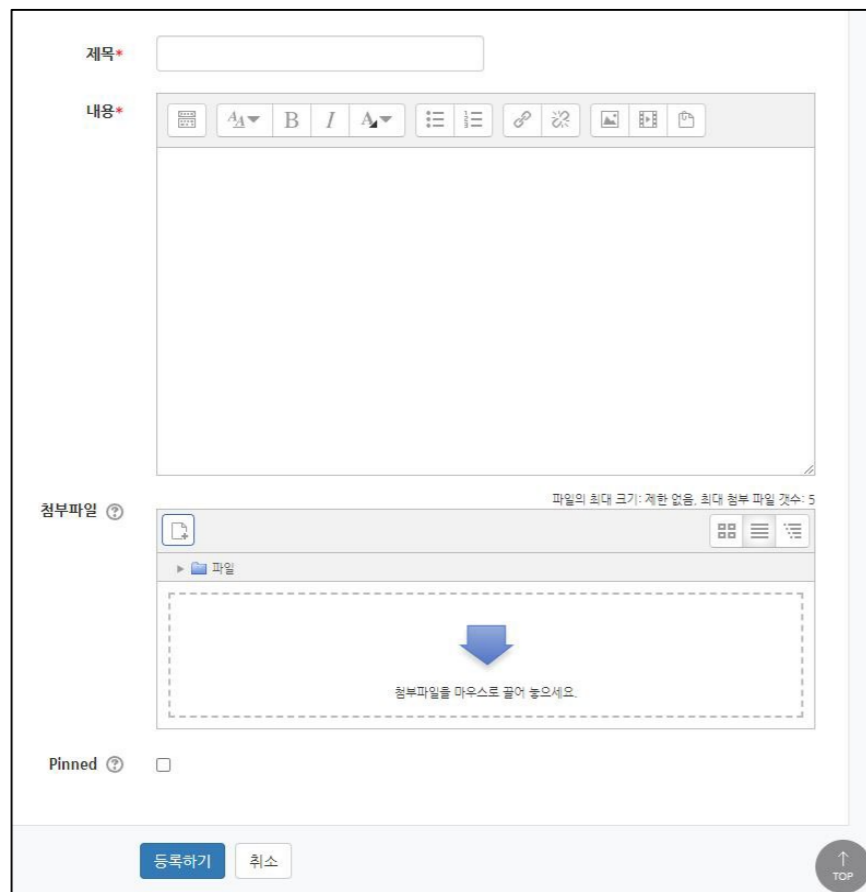 제목*
내용*
파일의 최대 크기: 제한 없음, 최대 첨부 파일 갯수: 5
첨부파일
파일
첨부파일을 마우스로 끌어 놓으세요.
Pinned
등록하기 취소
TOP